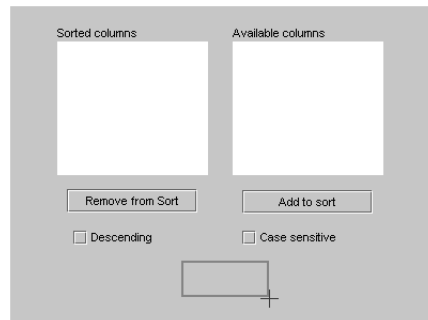 Sorted columns Available columns
Remove from Sort Add to sort
Descending Case sensitive